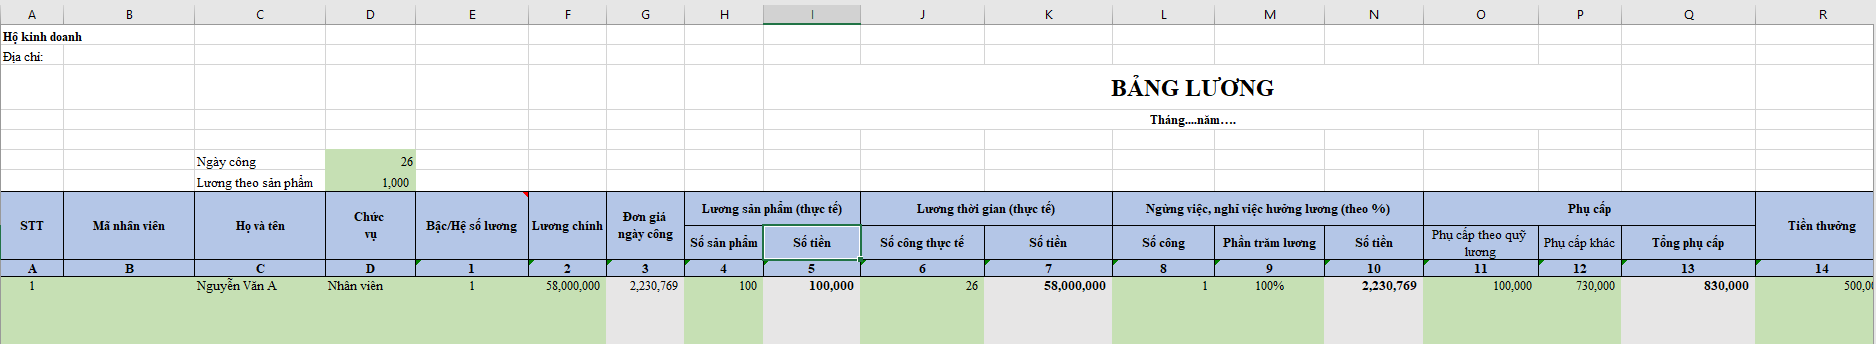 A B C D E F G H I J K L M N O P Q R
Hộ kinh doanh
Địa chỉ:
BẢNG LƯƠNG
Tháng....năm....
Ngày công 26
Lương theo sản phẩm 1,000
STT Mã nhân viên Họ và tên Chức vụ Bậc/Hệ số lương Lương chính Đơn giá ngày công Lương sản phẩm (thực tế) Lương thời gian (thực tế) Ngừng việc, nghỉ việc hưởng lương (theo %) Phụ cấp Tiền thưởng
Số sản phẩm Số tiền Số công thực tế Số tiền Số công Phần trăm lương Số tiền Phụ cấp theo quỹ lương Phụ cấp khác Tổng phụ cấp
A B C D 1 2 3 4 5 6 7 8 9 10 11 12 13 14
1 Nguyễn Văn A Nhân viên 1 58,000,000 2,230,769 100 100,000 26 58,000,000 1 100% 2,230,769 100,000 730,000 830,000